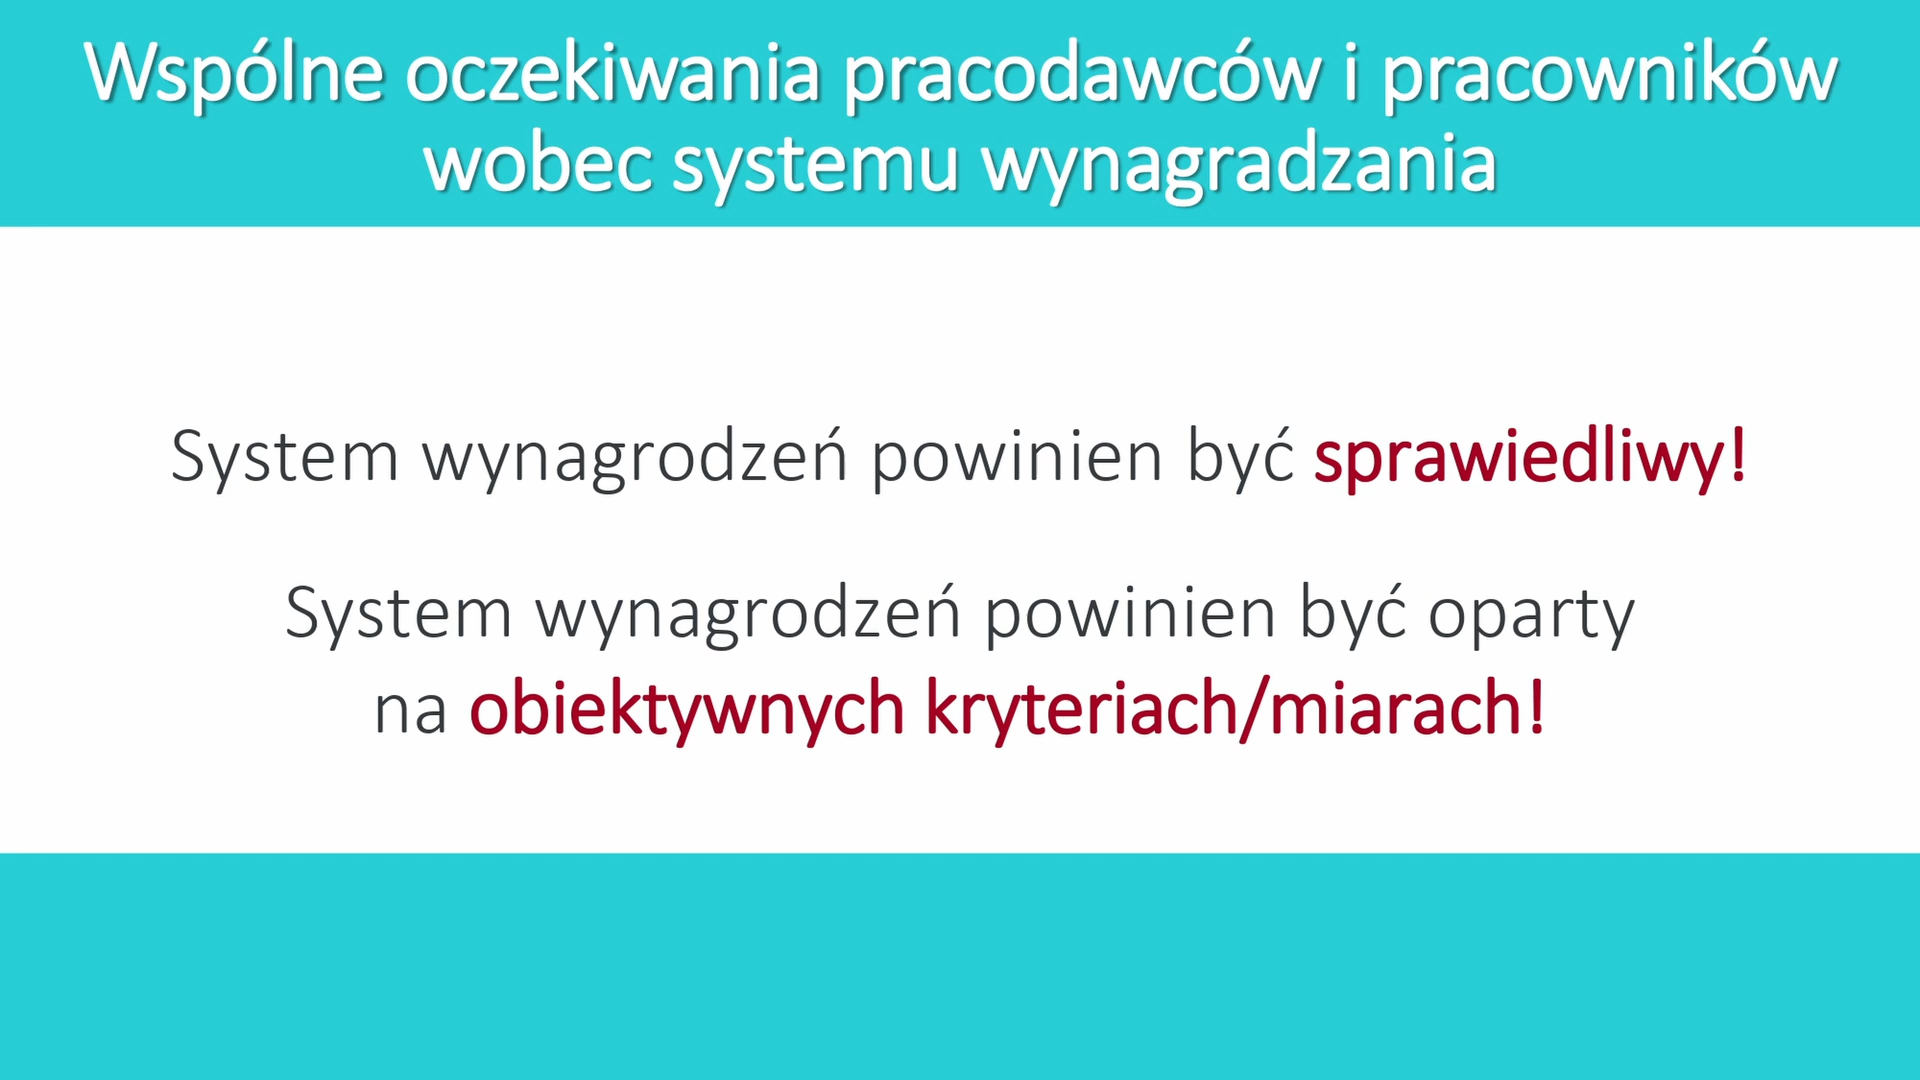 Wspólne oczekiwania pracodawców i pracowników
wobec systemu wynagradzania
System wynagrodzeń powinien być sprawiedliwy!
System wynagrodzeń powinien być oparty
na obiektywnych kryteriach/miarach!